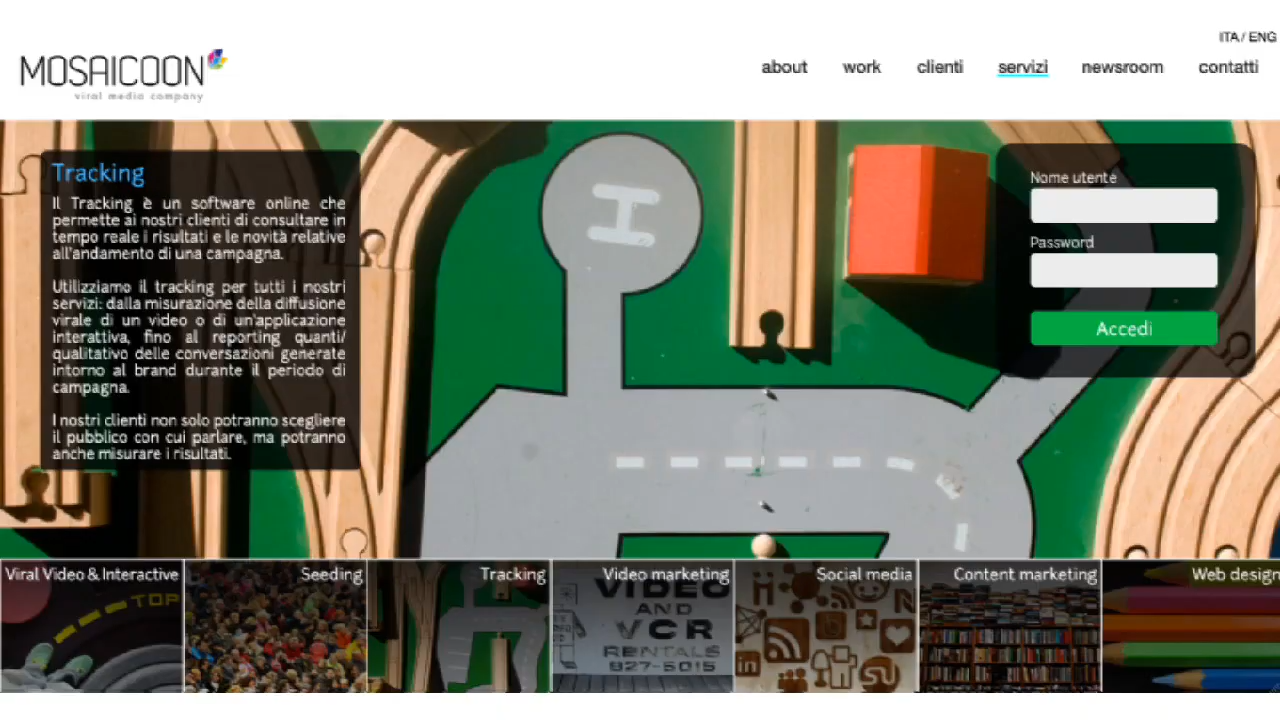 ITA / ENG
MOSAICOON
viral media company
about work clienti servizi newsroom contatti
Tracking
Il Tracking è un software online che
permette ai nostri clienti di consultare in
tempo reale i risultati e le novità relative
all'andamento di una campagna.
Utilizziamo il tracking per tutti i nostri
servizi: dalla misurazione della diffusione
virale di un video o di un'applicazione
interattiva, fino al reporting quanti/
qualitativo delle conversazioni generate
intorno al brand durante il periodo di
campagna.
I nostri clienti non solo potranno scegliere
il pubblico con cui parlare, ma potranno
anche misurare i risultati.
H
Nome utente
Password
Accedi
Viral Video & Interactive
TOP
Seeding
Tracking
Video marketing
VIDEO
AND
VCR
RENTALS
827-5015
Social media
in
Content marketing
Web design